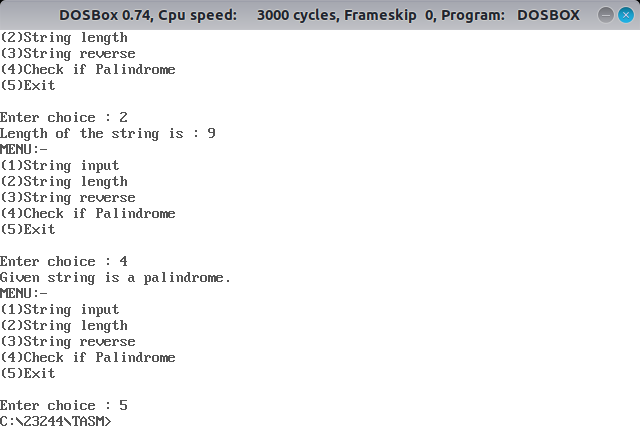 DOSBox 0.74, Cpu speed:    3000 cycles, Frameskip  0, Program:   DOSBOX
(2)String length
(3)String reverse
(4)Check if Palindrome
(5)Exit

Enter choice : 2
Length of the string is : 9
MENU:-
(1)String input
(2)String length
(3)String reverse
(4)Check if Palindrome
(5)Exit

Enter choice : 4
Given string is a palindrome.
MENU:-
(1)String input
(2)String length
(3)String reverse
(4)Check if Palindrome
(5)Exit

Enter choice : 5
C:\23244\TASM>